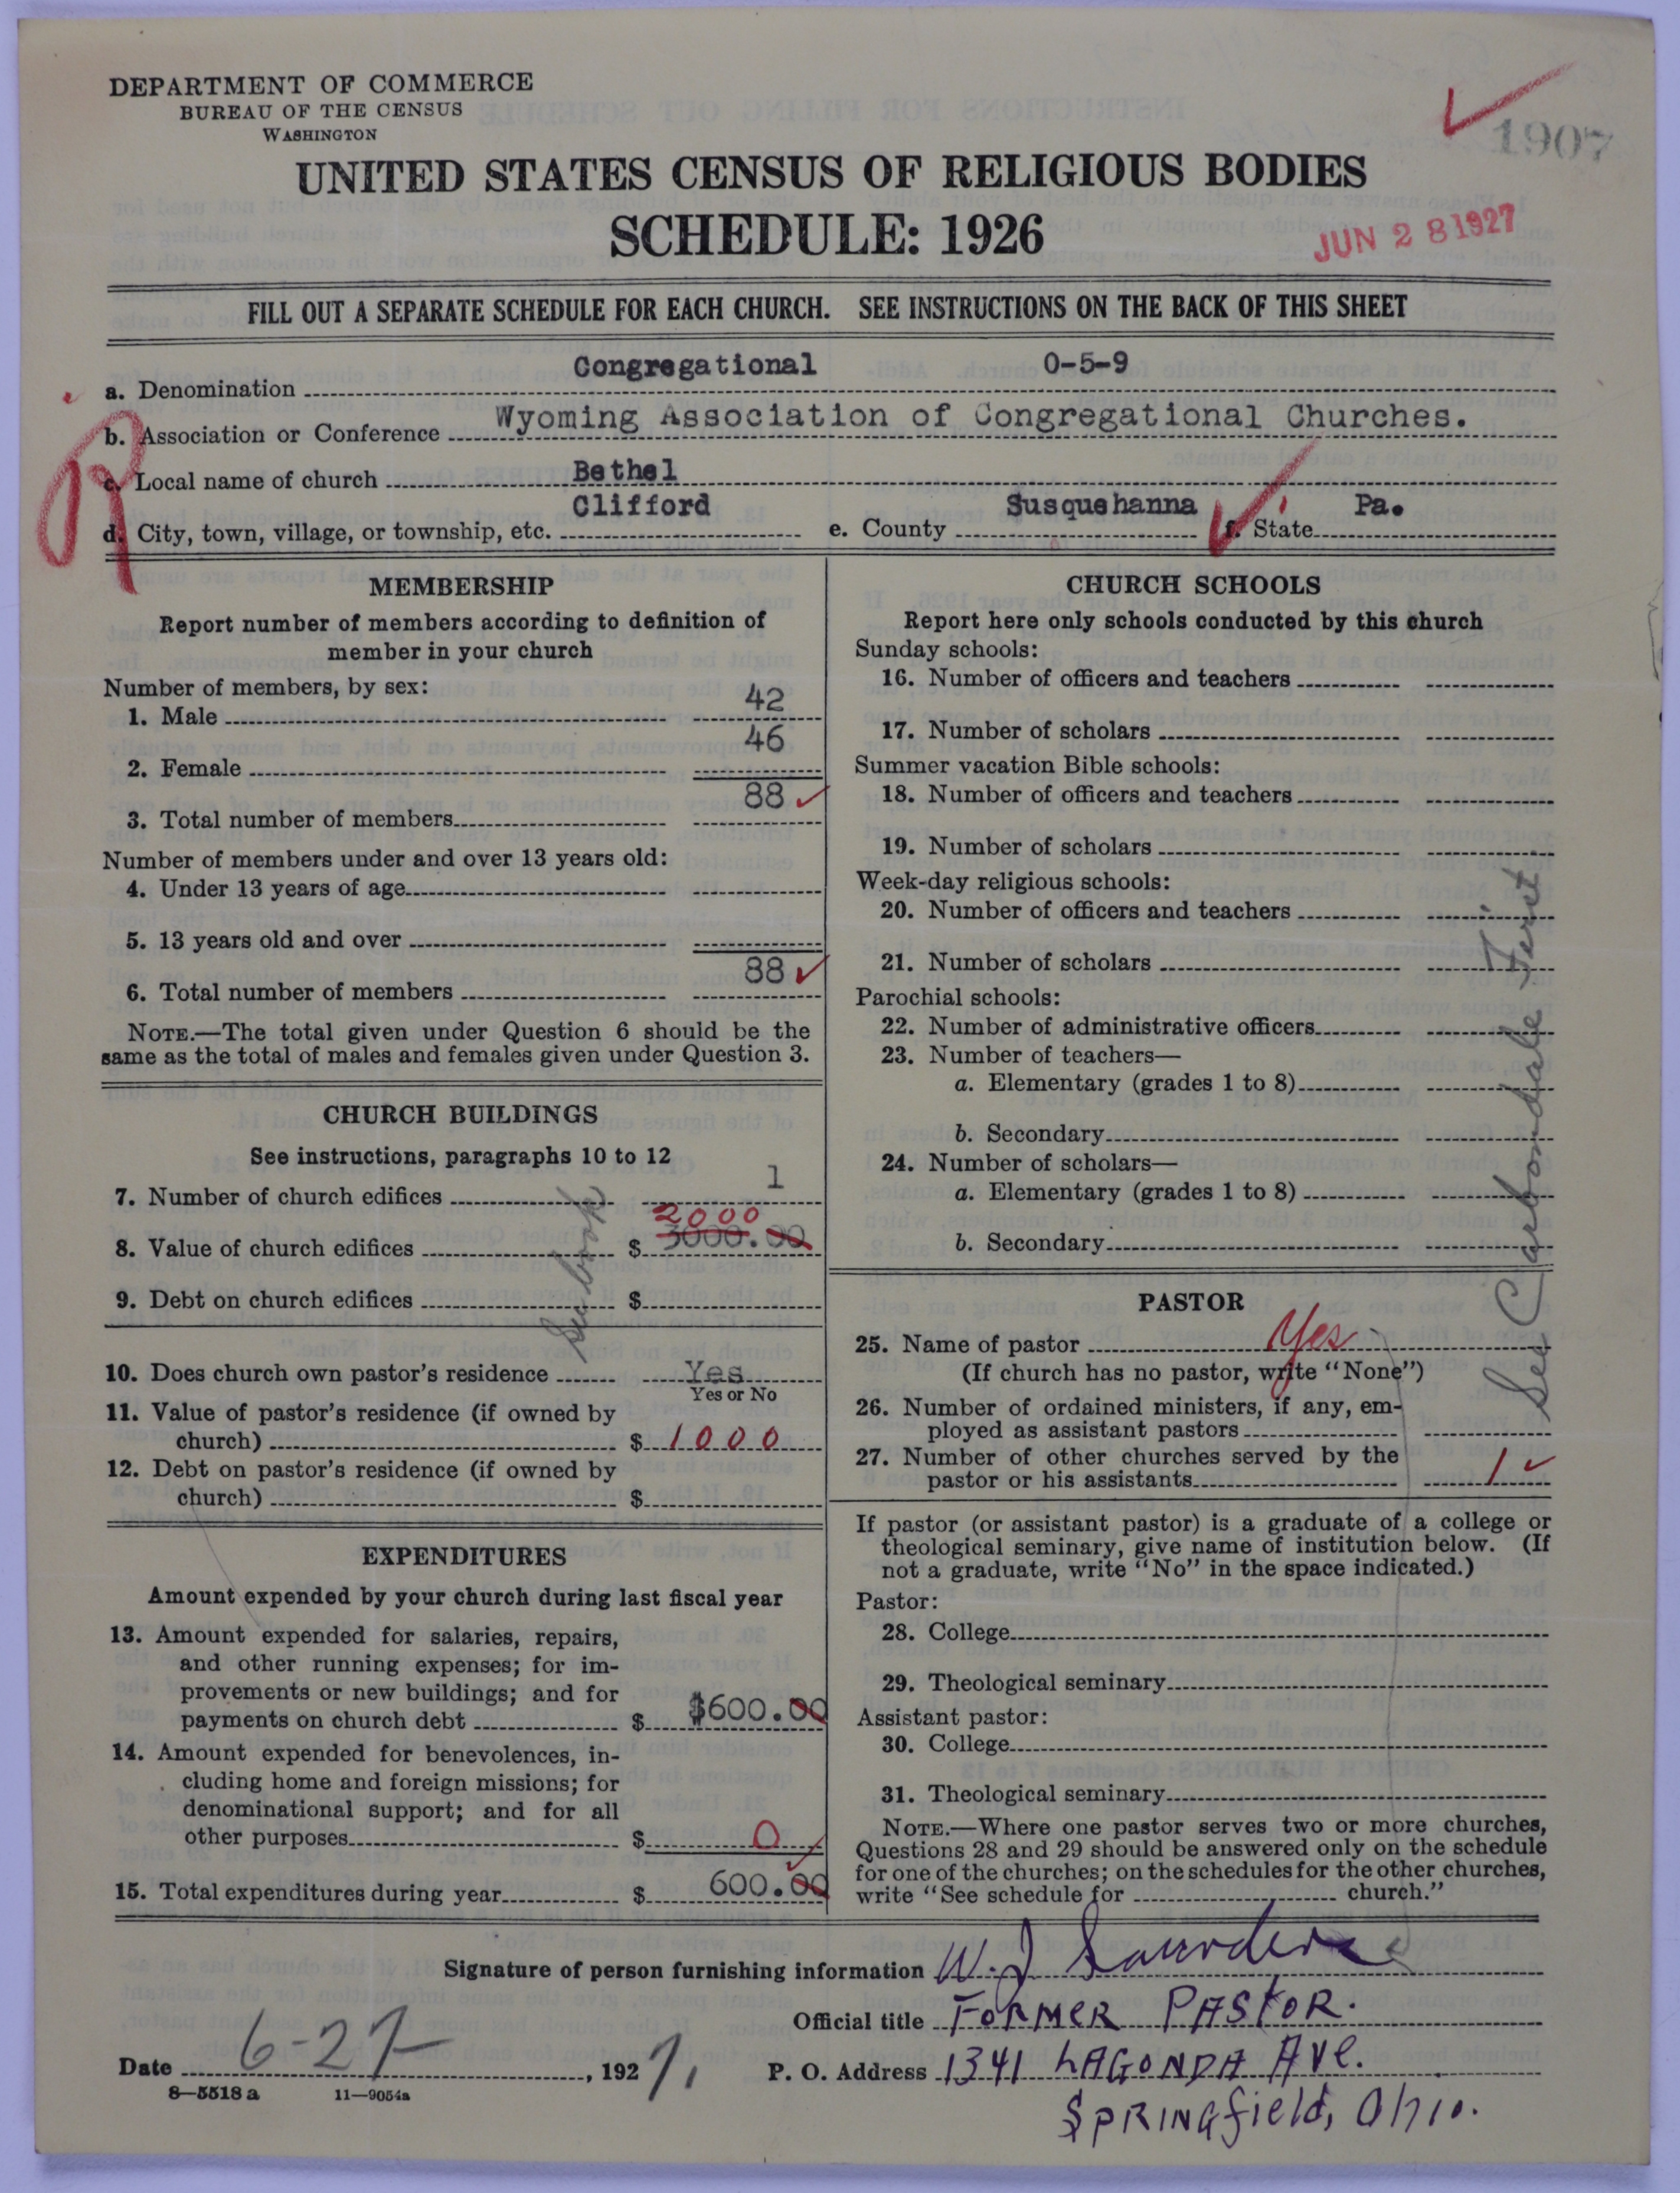 DEPARTMENT OF COMMERCE
BUREAU OF THE CENSUS
WASHINGTON
1907
UNITED STATES CENSUS OF RELIGIOUS BODIES
SCHEDULE: 1926
JUN 28 1927
FILL OUT A SEPARATE SCHEDULE FOR EACH CHURCH. SEE INSTRUCTIONS ON THE BACK OF THIS SHEET
a. Denomination Congregational 0-5-9
b. Association or Conference Wyoming Association of Congregational Churches.
c. Local name of church Bethel
d. City, town, village, or township, etc. Clifford e. County Susquehanna f. State Pa.
MEMBERSHIP
Report number of members according to definition of
member in your church
Number of members, by sex:
1. Male 42
2. Female 46
3. Total number of members 88
Number of members under and over 13 years old:
4. Under 13 years of age
5. 13 years old and over
6. Total number of members 88
NOTE.—The total given under Question 6 should be the
same as the total of males and females given under Question 3.
CHURCH BUILDINGS
See instructions, paragraphs 10 to 12
7. Number of church edifices 1
2000
8. Value of church edifices $ 3000.00
9. Debt on church edifices $
See book
10. Does church own pastor's residence Yes
Yes or No
11. Value of pastor's residence (if owned by
church) $ 1000
12. Debt on pastor's residence (if owned by
church) $
EXPENDITURES
Amount expended by your church during last fiscal year
13. Amount expended for salaries, repairs,
and other running expenses; for im-
provements or new buildings; and for
payments on church debt $ $600.00
14. Amount expended for benevolences, in-
cluding home and foreign missions; for
denominational support; and for all
other purposes $ 0
15. Total expenditures during year $ 600.00
CHURCH SCHOOLS
Report here only schools conducted by this church
Sunday schools:
16. Number of officers and teachers
17. Number of scholars
Summer vacation Bible schools:
18. Number of officers and teachers
19. Number of scholars
Week-day religious schools:
20. Number of officers and teachers
21. Number of scholars
Parochial schools:
22. Number of administrative officers
23. Number of teachers—
a. Elementary (grades 1 to 8)
b. Secondary
24. Number of scholars—
a. Elementary (grades 1 to 8)
b. Secondary
See Carbondale First
PASTOR
25. Name of pastor Yes
(If church has no pastor, write "None")
26. Number of ordained ministers, if any, em-
ployed as assistant pastors
27. Number of other churches served by the
pastor or his assistants 1
If pastor (or assistant pastor) is a graduate of a college or
theological seminary, give name of institution below. (If
not a graduate, write "No" in the space indicated.)
Pastor:
28. College
29. Theological seminary
Assistant pastor:
30. College
31. Theological seminary
NOTE.—Where one pastor serves two or more churches,
Questions 28 and 29 should be answered only on the schedule
for one of the churches; on the schedules for the other churches,
write "See schedule for church."
Signature of person furnishing information W. J Saunders
Official title FORMER PASTOR.
Date 6-27, 1927, P. O. Address 1341 LAGONDA AVE.
8-5518 a 11-9054a
SPRINGfield, Ohio.